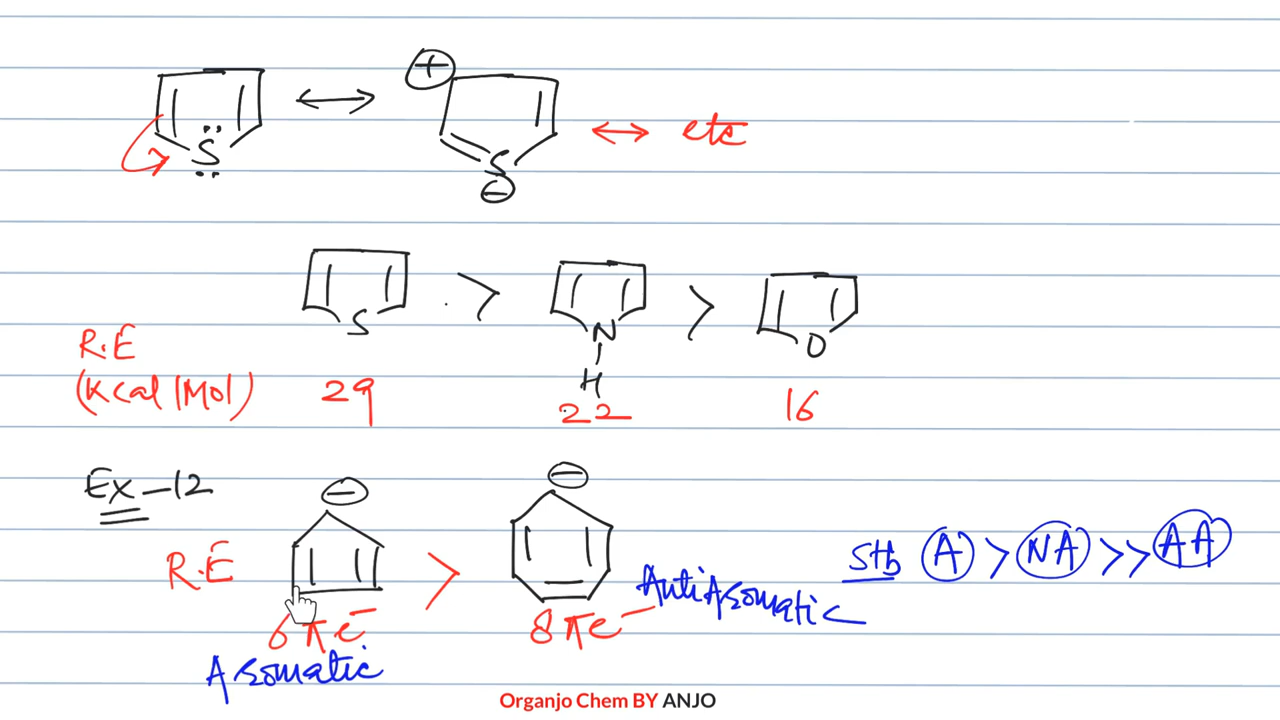 S
+
S
−
↔ etc
S > N H > O
R.E
(Kcal/Mol) 29 22 16
Ex–12
R.E > 
6πe⁻ 8πe⁻
Aromatic
AntiAromatic
Stb A > NA >> AA
Organjo Chem BY ANJO